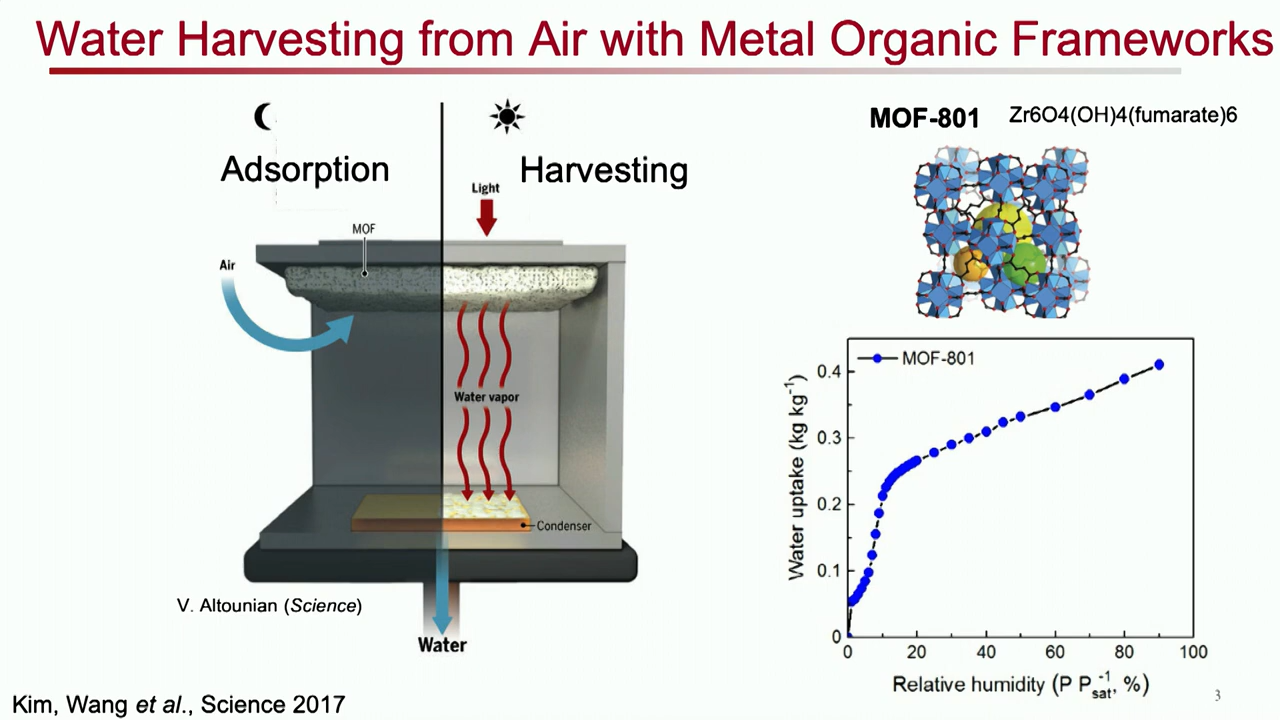 Water Harvesting from Air with Metal Organic Frameworks
Adsorption
Harvesting
Light
MOF
Air
Water vapor
Condenser
V. Altounian (Science)
Water
Kim, Wang et al., Science 2017
MOF-801 Zr6O4(OH)4(fumarate)6
MOF-801
Water uptake (kg kg-1)
0.4
0.3
0.2
0.1
0
0 20 40 60 80 100
Relative humidity (P Psat-1, %)
3